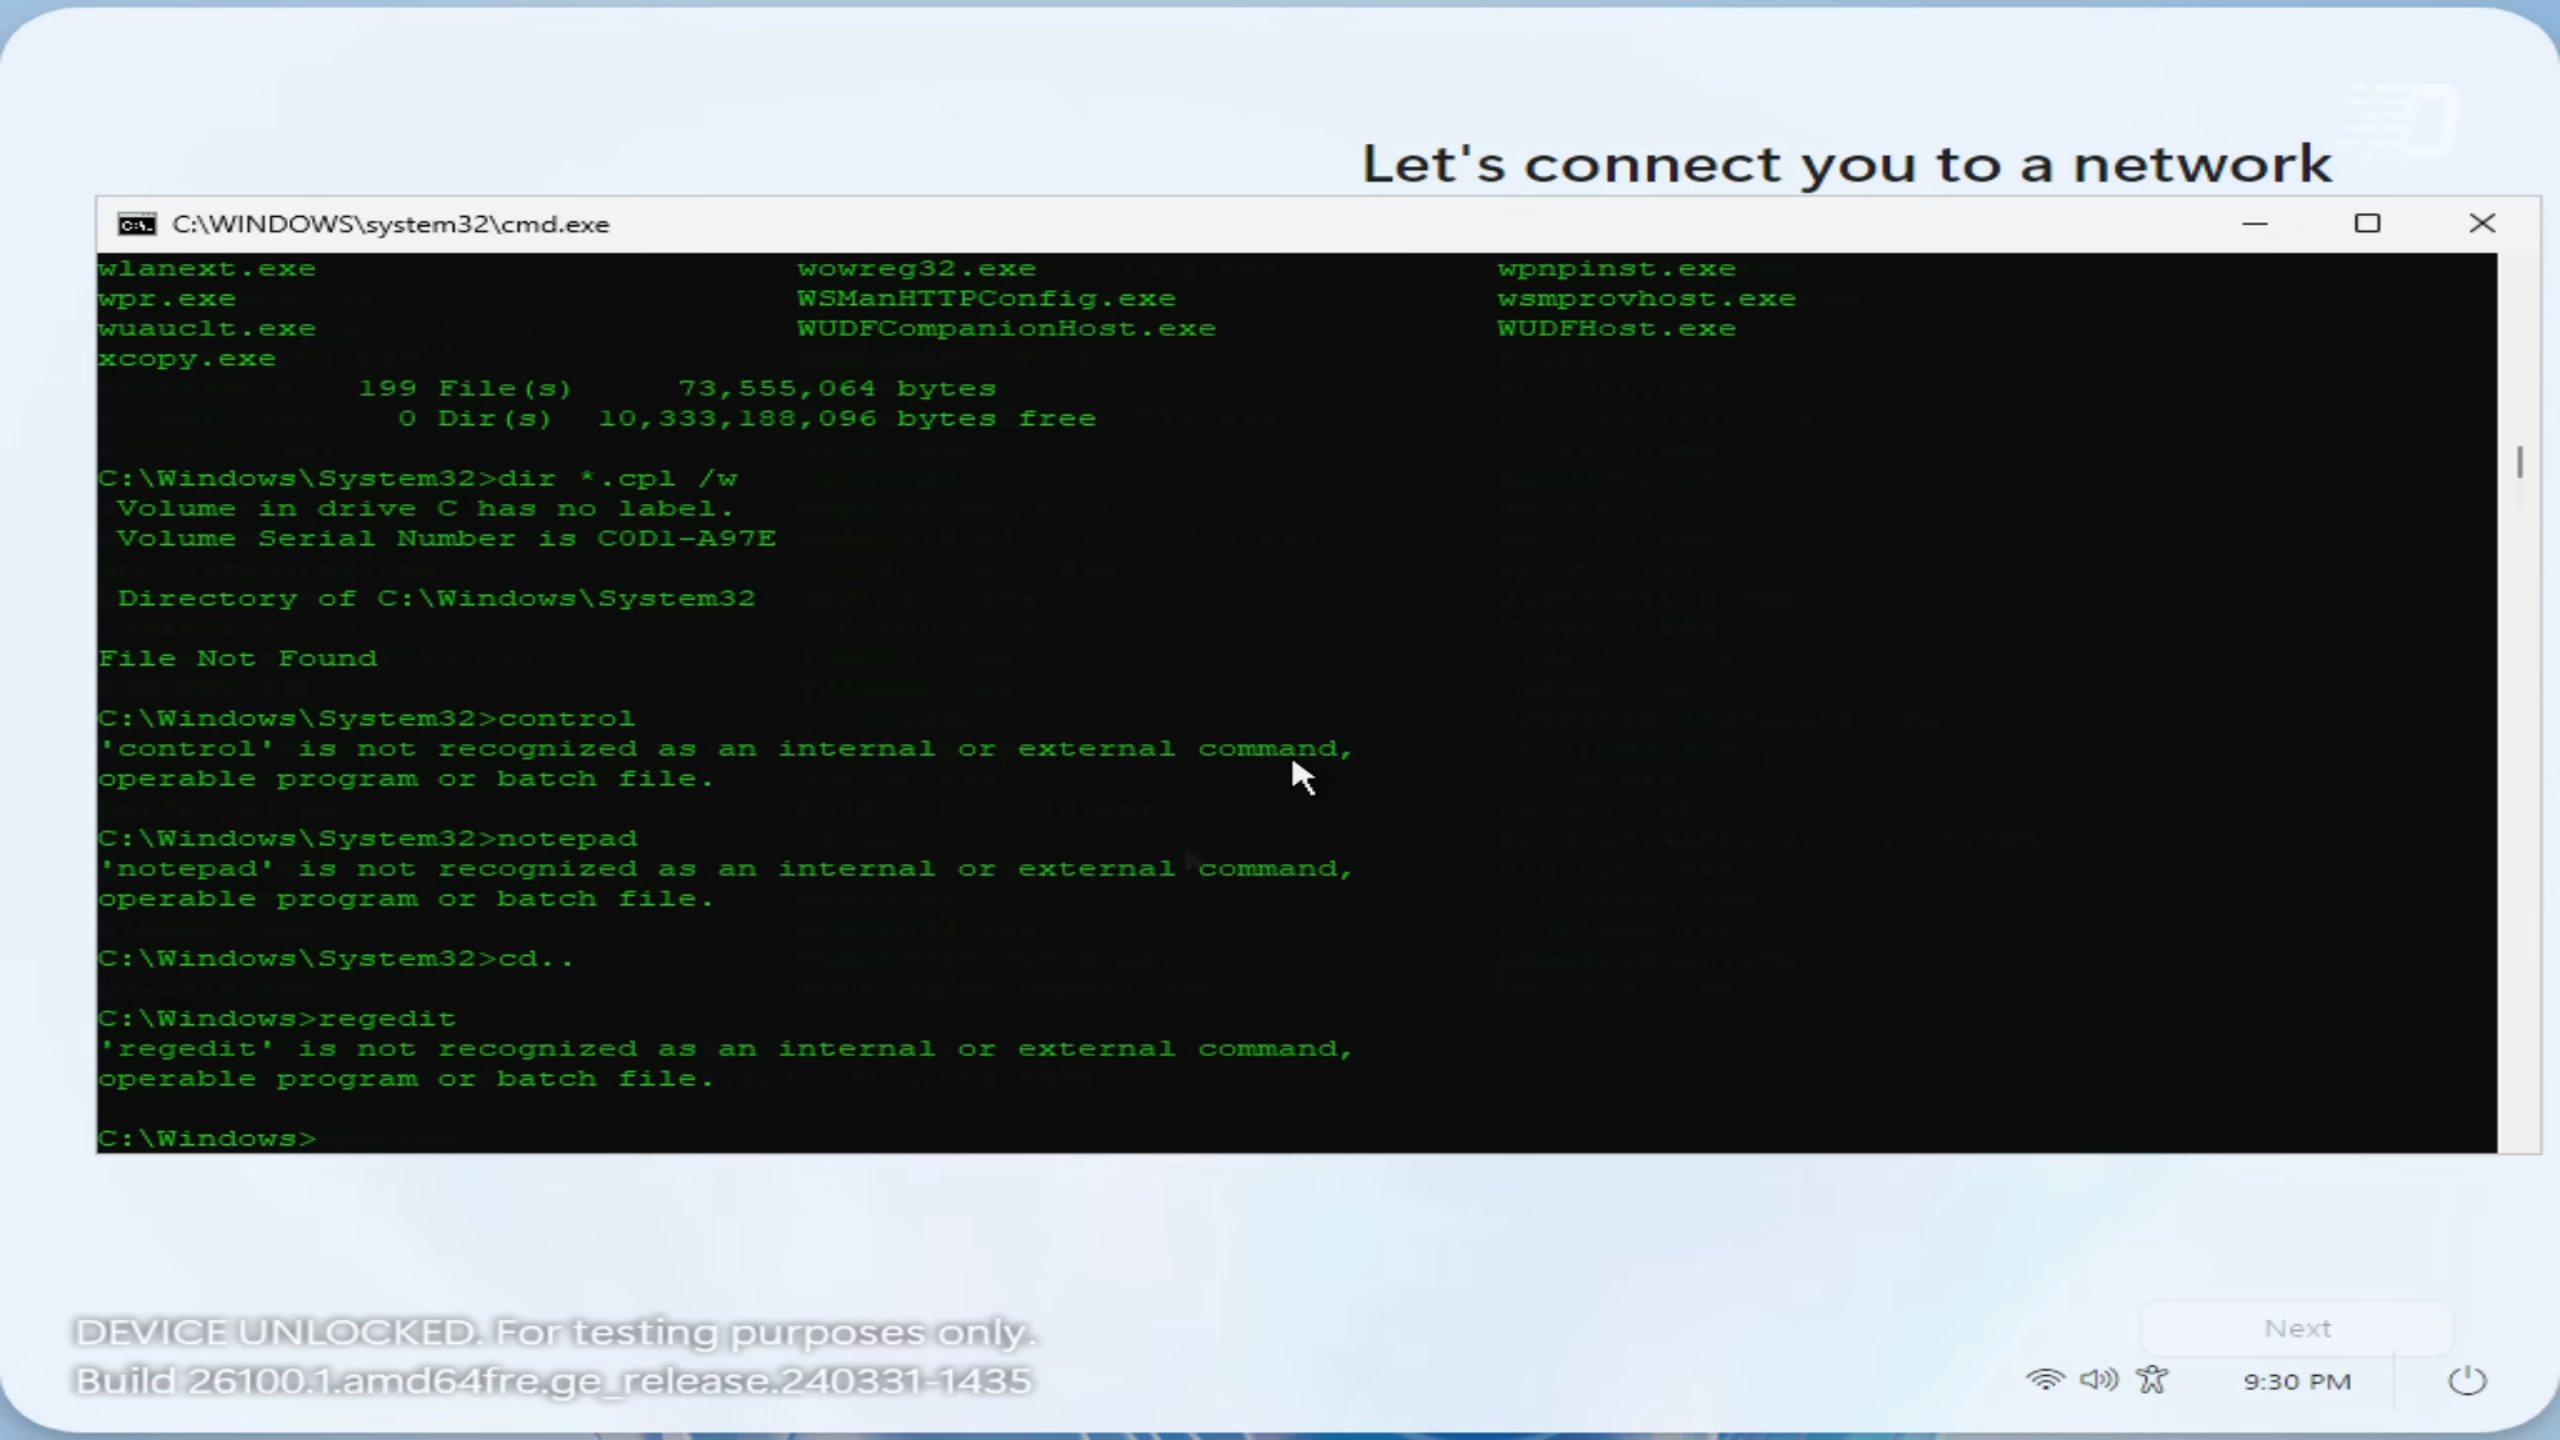 Let's connect you to a network
C:\WINDOWS\system32\cmd.exe
wlanext.exe wowreg32.exe wpnpinst.exe
wpr.exe WSManHTTPConfig.exe wsmprovhost.exe
wuauclt.exe WUDFCompanionHost.exe WUDFHost.exe
xcopy.exe
199 File(s) 73,555,064 bytes
0 Dir(s) 10,333,188,096 bytes free
C:\Windows\System32>dir *.cpl /w
Volume in drive C has no label.
Volume Serial Number is C0D1-A97E
Directory of C:\Windows\System32
File Not Found
C:\Windows\System32>control
'control' is not recognized as an internal or external command,
operable program or batch file.
C:\Windows\System32>notepad
'notepad' is not recognized as an internal or external command,
operable program or batch file.
C:\Windows\System32>cd..
C:\Windows>regedit
'regedit' is not recognized as an internal or external command,
operable program or batch file.
C:\Windows>
DEVICE UNLOCKED. For testing purposes only.
Build 26100.1.amd64fre.ge_release.240331-1435
Next
9:30 PM